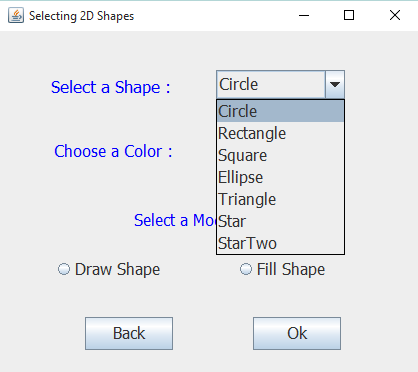 Selecting 2D Shapes
Select a Shape : Circle
Circle
Rectangle
Choose a Color :
Square
Ellipse
Triangle
Select a
Star
StarTwo
Draw Shape Fill Shape
Back Ok